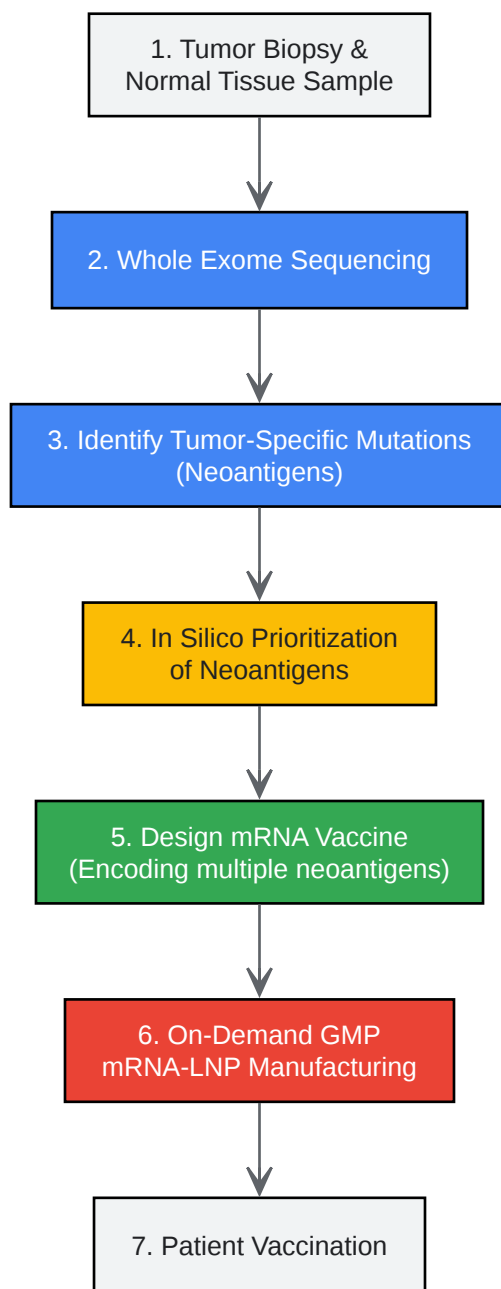 1. Tumor Biopsy &
Normal Tissue Sample
2. Whole Exome Sequencing
3. Identify Tumor-Specific Mutations
(Neoantigens)
4. In Silico Prioritization
of Neoantigens
5. Design mRNA Vaccine
(Encoding multiple neoantigens)
6. On-Demand GMP
mRNA-LNP Manufacturing
7. Patient Vaccination